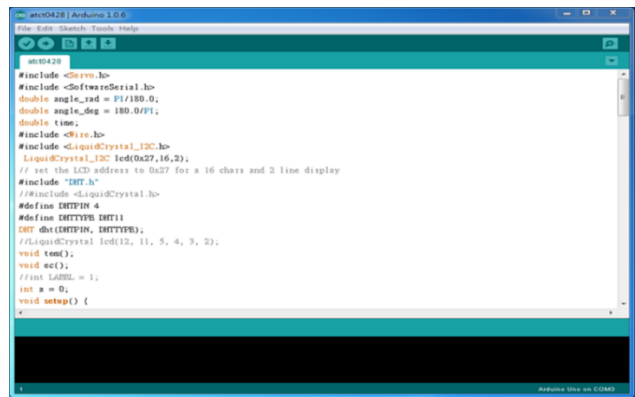 atct0428 | Arduino 1.0.6
File Edit Sketch Tools Help
atct0428
#include <Servo.h>
#include <SoftwareSerial.h>
double angle_rad = PI/180.0;
double angle_deg = 180.0/PI;
double time;
#include <Wire.h>
#include <LiquidCrystal_I2C.h>
LiquidCrystal_I2C lcd(0x27,16,2);
// set the LCD address to 0x27 for a 16 chars and 2 line display
#include "DHT.h"
//#include <LiquidCrystal.h>
#define DHTPIN 4
#define DHTTYPE DHT11
DHT dht(DHTPIN, DHTTYPE);
//LiquidCrystal lcd(12, 11, 5, 4, 3, 2);
void tem();
void ec();
//int LABEL = 1;
int a = 0;
void setup() {
1
Arduino Uno on COM3